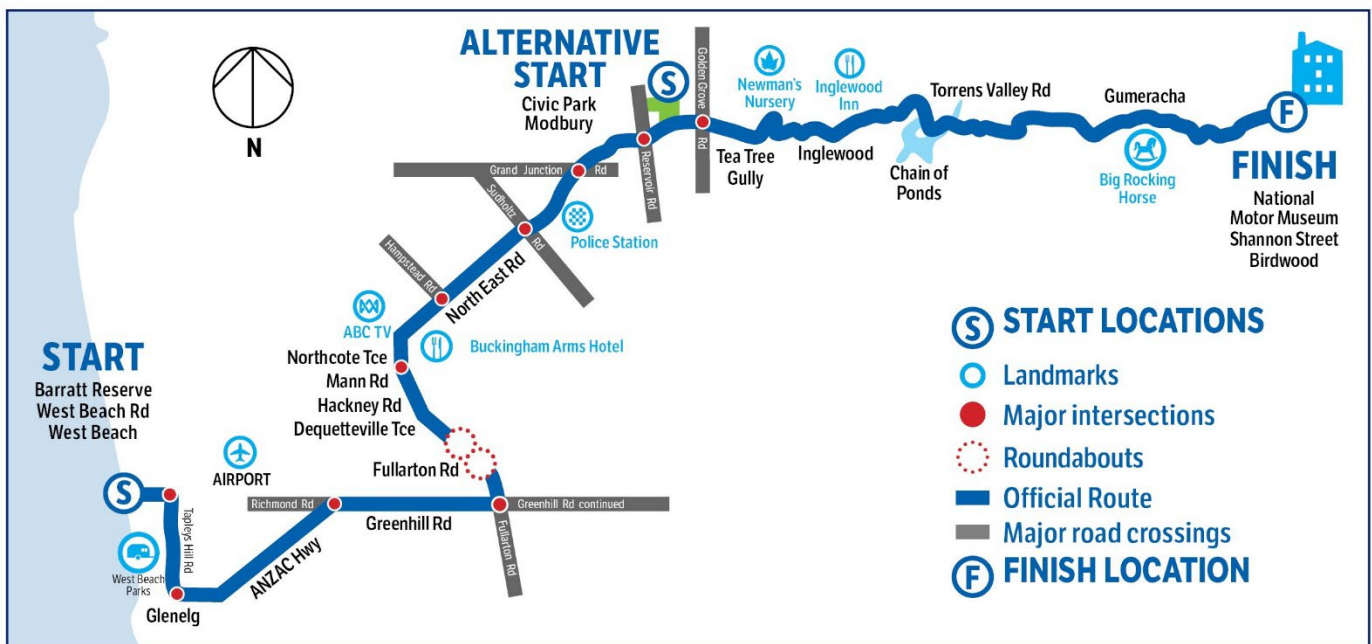 ALTERNATIVE
START
Civic Park
Modbury
S
Golden Grove
Rd
Reservoir Rd
Newman's
Nursery
Inglewood
Inn
Torrens Valley Rd
Gumeracha
F
FINISH
National
Motor Museum
Shannon Street
Birdwood
N
Tea Tree
Gully
Inglewood
Chain of
Ponds
Big Rocking
Horse
Grand Junction
Rd
Sudholtz
Rd
Police Station
Hampstead Rd
North East Rd
ABC TV
Buckingham Arms Hotel
Northcote Tce
Mann Rd
Hackney Rd
Dequetteville Tce
Fullarton Rd
START
Barratt Reserve
West Beach Rd
West Beach
AIRPORT
S
Tapleys Hill Rd
West Beach
Parks
Glenelg
ANZAC Hwy
Richmond Rd
Greenhill Rd
Greenhill Rd continued
Fullarton Rd
S START LOCATIONS
Landmarks
Major intersections
Roundabouts
Official Route
Major road crossings
F FINISH LOCATION